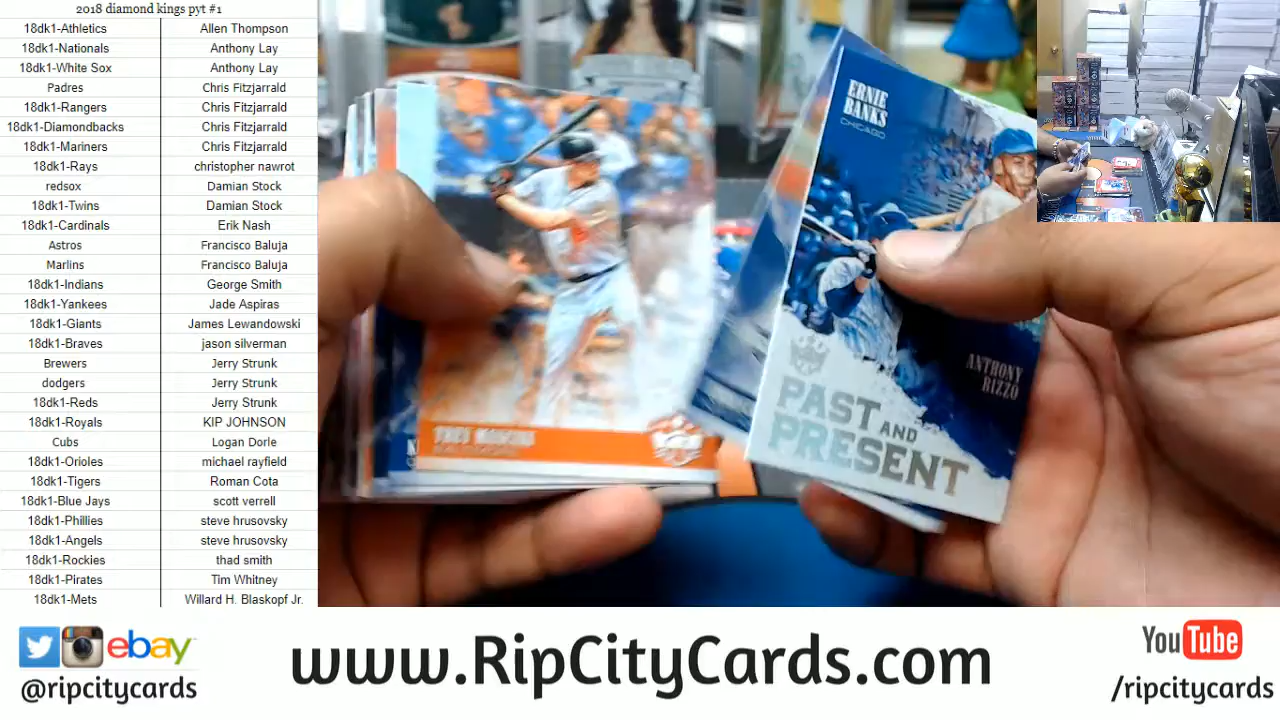 2018 diamond kings pyt #1
18dk1-Athletics Allen Thompson
18dk1-Nationals Anthony Lay
18dk1-White Sox Anthony Lay
Padres Chris Fitzjarrald
18dk1-Rangers Chris Fitzjarrald
18dk1-Diamondbacks Chris Fitzjarrald
18dk1-Mariners Chris Fitzjarrald
18dk1-Rays christopher nawrot
redsox Damian Stock
18dk1-Twins Damian Stock
18dk1-Cardinals Erik Nash
Astros Francisco Baluja
Marlins Francisco Baluja
18dk1-Indians George Smith
18dk1-Yankees Jade Aspiras
18dk1-Giants James Lewandowski
18dk1-Braves jason silverman
Brewers Jerry Strunk
dodgers Jerry Strunk
18dk1-Reds Jerry Strunk
18dk1-Royals KIP JOHNSON
Cubs Logan Dorle
18dk1-Orioles michael rayfield
18dk1-Tigers Roman Cota
18dk1-Blue Jays scott verrell
18dk1-Phillies steve hrusovsky
18dk1-Angels steve hrusovsky
18dk1-Rockies thad smith
18dk1-Pirates Tim Whitney
18dk1-Mets Willard H. Blaskopf Jr.
ERNIE
BANKS
CHICAGO
ANTHONY
RIZZO
PAST AND
PRESENT
ebay
@ripcitycards
www.RipCityCards.com
YouTube
/ripcitycards